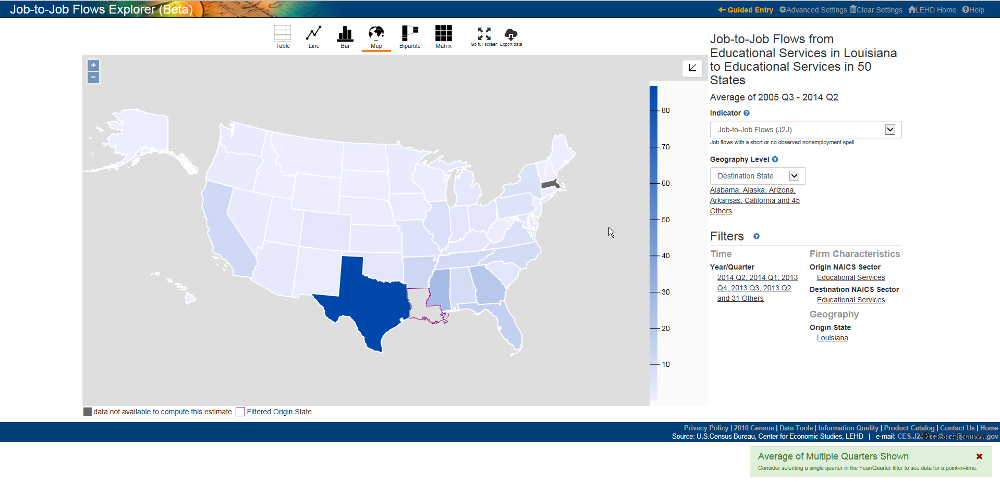 Job-to-Job Flows Explorer (Beta)
Guided Entry Advanced Settings Clear Settings LEHD Home Help
Table Line Bar Map Bipartite Matrix Go full screen Export data
+
−
80
70
60
50
40
30
20
10
data not available to compute this estimate Filtered Origin State
Job-to-Job Flows from
Educational Services in Louisiana
to Educational Services in 50
States
Average of 2005 Q3 - 2014 Q2
Indicator ?
Job-to-Job Flows (J2J)
Job flows with a short or no observed nonemployment spell
Geography Level ?
Destination State
Alabama, Alaska, Arizona,
Arkansas, California and 45
Others
Filters ?
Time
Year/Quarter
2014 Q2, 2014 Q1, 2013
Q4, 2013 Q3, 2013 Q2
and 31 Others
Firm Characteristics
Origin NAICS Sector
Educational Services
Destination NAICS Sector
Educational Services
Geography
Origin State
Louisiana
Privacy Policy | 2010 Census | Data Tools | Information Quality | Product Catalog | Contact Us | Home
Source: U.S.Census Bureau, Center for Economic Studies, LEHD | e-mail:
Average of Multiple Quarters Shown
Consider selecting a single quarter in the Year/Quarter filter to see data for a point-in-time.